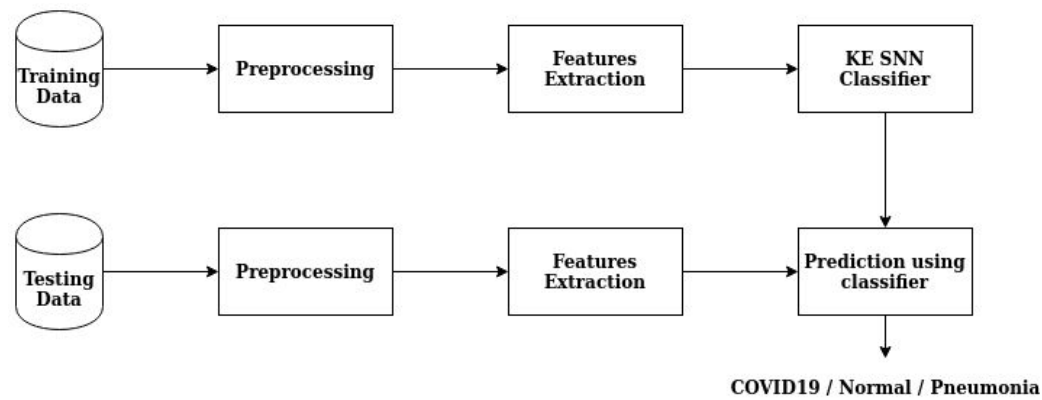 Training
Data
Preprocessing
Features
Extraction
KE SNN
Classifier
Testing
Data
Preprocessing
Features
Extraction
Prediction using
classifier
COVID19 / Normal / Pneumonia